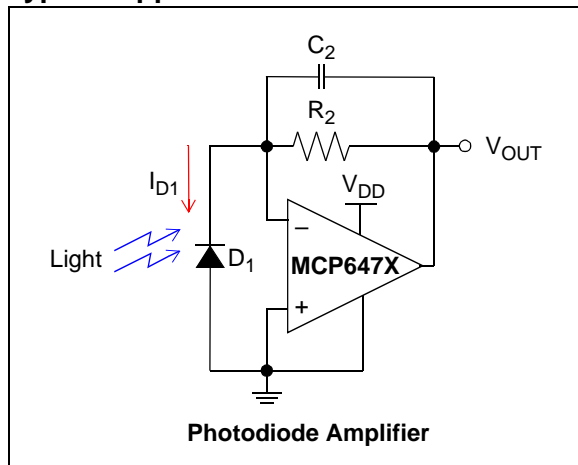 C2
R2
VOUT
VDD
ID1
Light
D1
−
MCP647X
+
Photodiode Amplifier